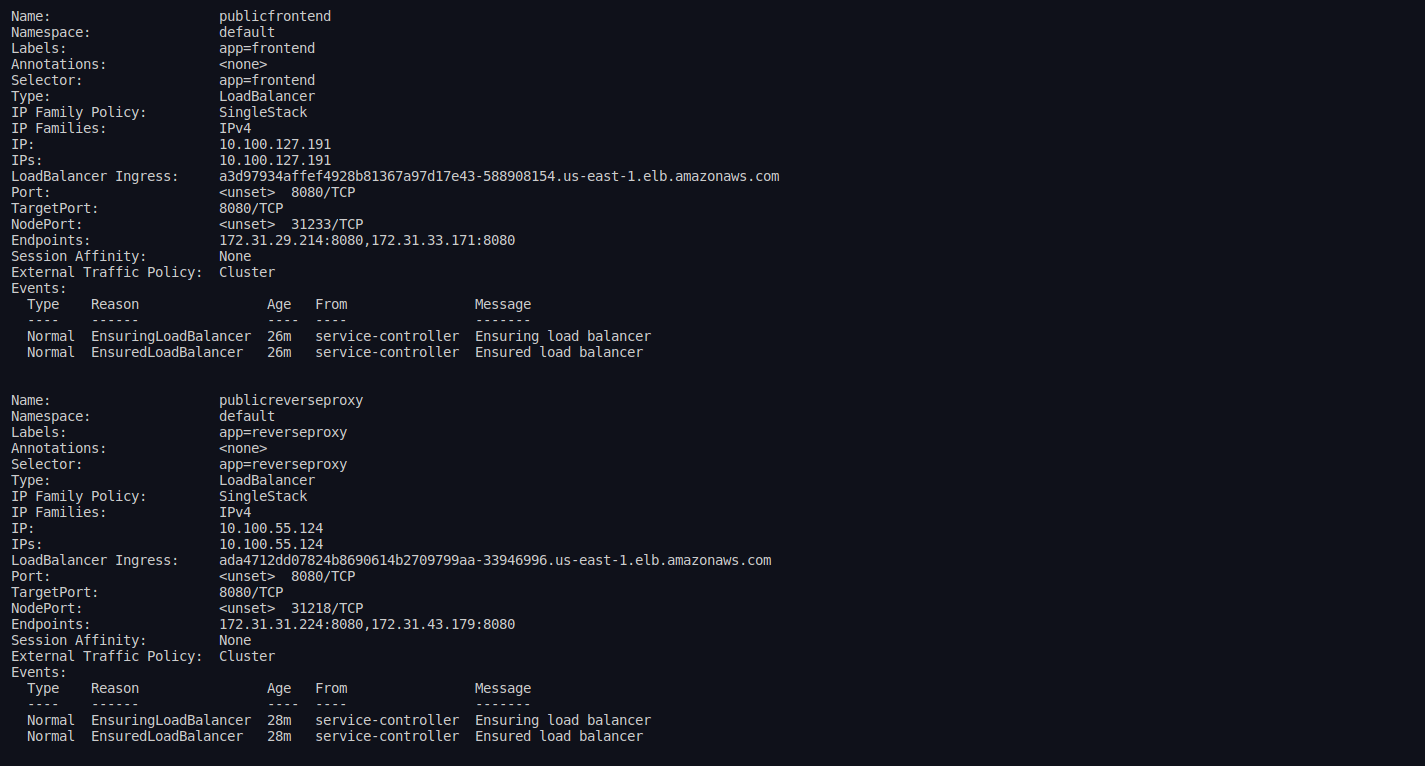 Name:                     publicfrontend
Namespace:                default
Labels:                   app=frontend
Annotations:              <none>
Selector:                 app=frontend
Type:                     LoadBalancer
IP Family Policy:         SingleStack
IP Families:              IPv4
IP:                       10.100.127.191
IPs:                      10.100.127.191
LoadBalancer Ingress:     a3d97934affef4928b81367a97d17e43-588908154.us-east-1.elb.amazonaws.com
Port:                     <unset>  8080/TCP
TargetPort:               8080/TCP
NodePort:                 <unset>  31233/TCP
Endpoints:                172.31.29.214:8080,172.31.33.171:8080
Session Affinity:         None
External Traffic Policy:  Cluster
Events:
  Type    Reason                Age   From                Message
  ----    ------                ----  ----                -------
  Normal  EnsuringLoadBalancer  26m   service-controller  Ensuring load balancer
  Normal  EnsuredLoadBalancer   26m   service-controller  Ensured load balancer
Name:                     publicreverseproxy
Namespace:                default
Labels:                   app=reverseproxy
Annotations:              <none>
Selector:                 app=reverseproxy
Type:                     LoadBalancer
IP Family Policy:         SingleStack
IP Families:              IPv4
IP:                       10.100.55.124
IPs:                      10.100.55.124
LoadBalancer Ingress:     ada4712dd07824b8690614b2709799aa-33946996.us-east-1.elb.amazonaws.com
Port:                     <unset>  8080/TCP
TargetPort:               8080/TCP
NodePort:                 <unset>  31218/TCP
Endpoints:                172.31.31.224:8080,172.31.43.179:8080
Session Affinity:         None
External Traffic Policy:  Cluster
Events:
  Type    Reason                Age   From                Message
  ----    ------                ----  ----                -------
  Normal  EnsuringLoadBalancer  28m   service-controller  Ensuring load balancer
  Normal  EnsuredLoadBalancer   28m   service-controller  Ensured load balancer